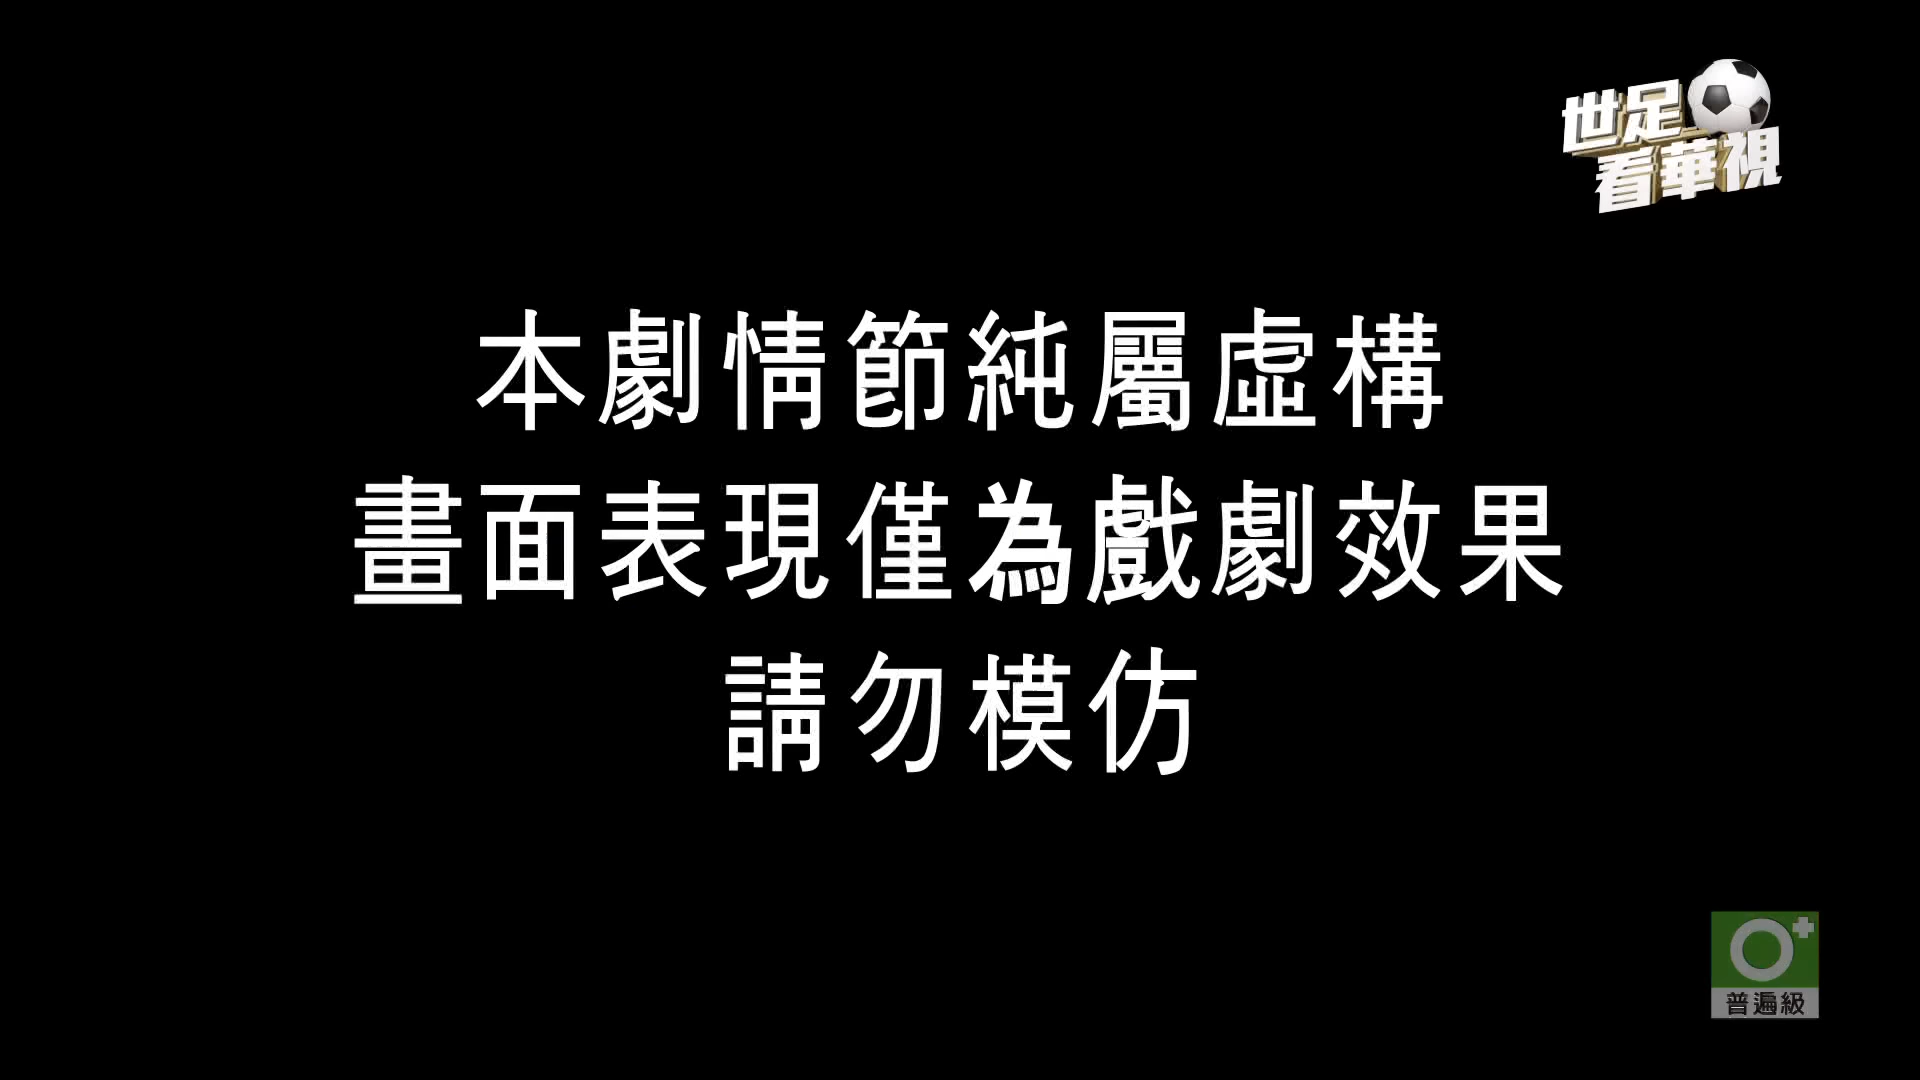 世足
看華視
本劇情節純屬虛構
畫面表現僅為戲劇效果
請勿模仿
0+
普遍級